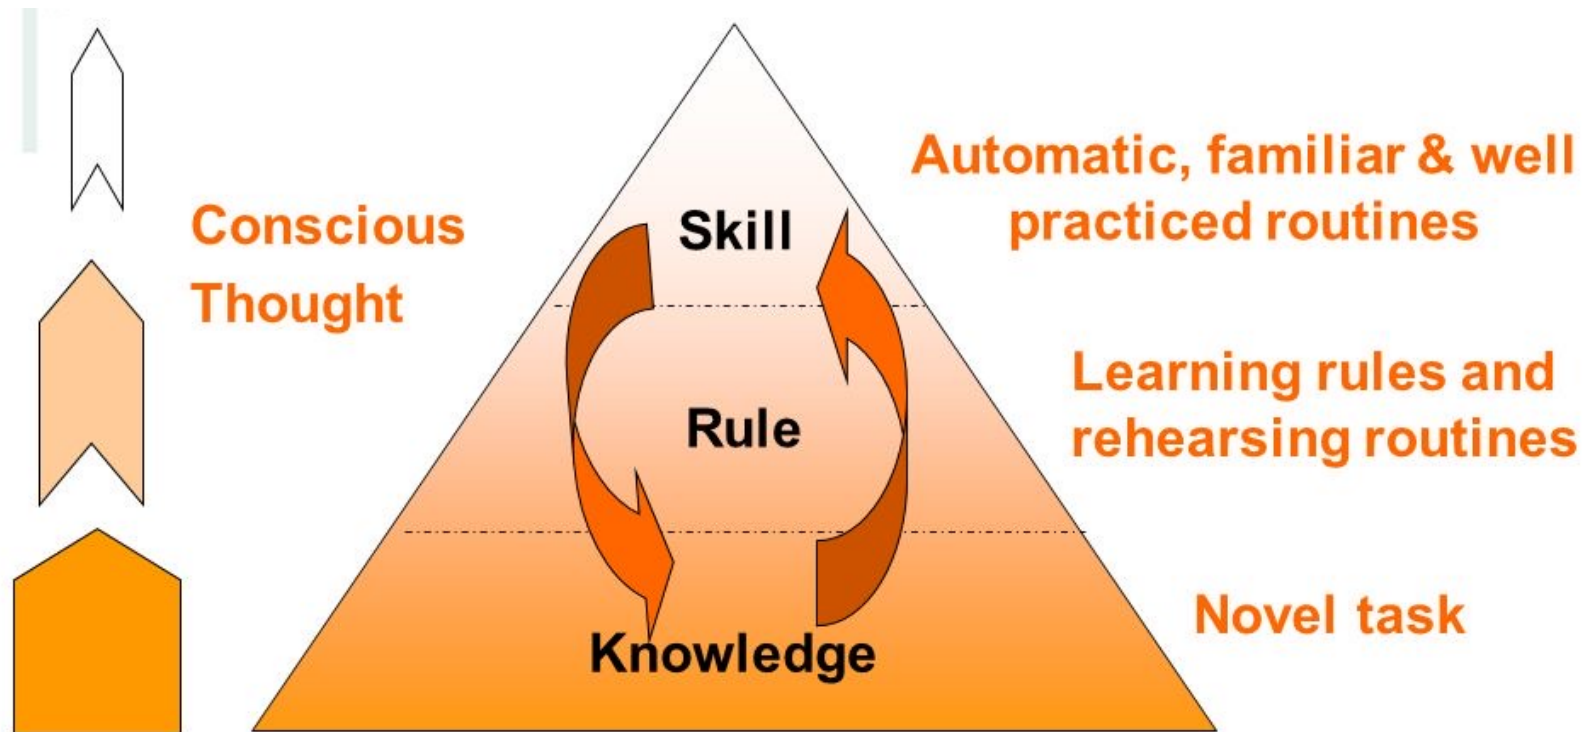 Automatic, familiar & well
practiced routines
Conscious
Thought
Skill
Learning rules and
rehearsing routines
Rule
Novel task
Knowledge